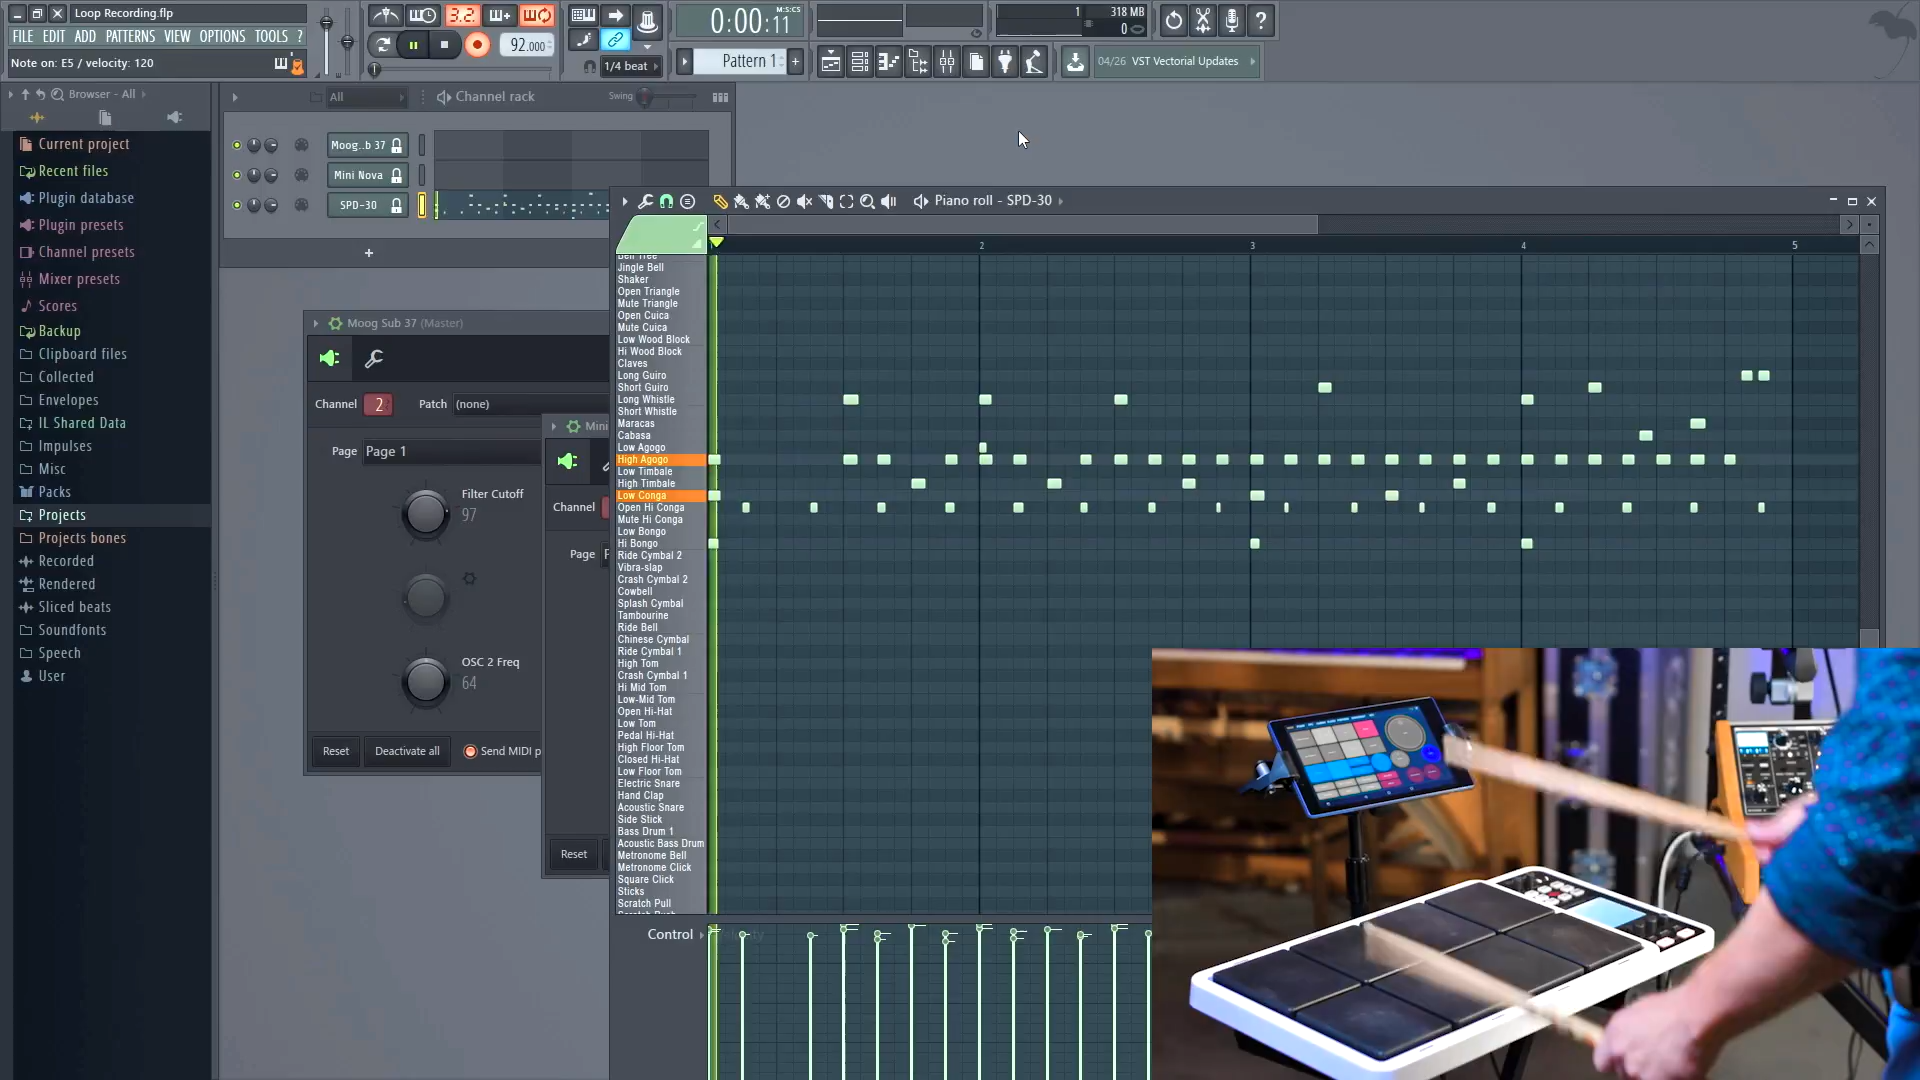 Loop Recording.flp
FILE EDIT ADD PATTERNS VIEW OPTIONS TOOLS ?
Note on: E5 / velocity: 120
3.2.
92.000
1/4 beat
0:00:11
M:S:CS
Pattern 1
+
1
318 MB
0
?
04/26 VST Vectorial Updates
Browser - All
Current project
Recent files
Plugin database
Plugin presets
Channel presets
Mixer presets
Scores
Backup
Clipboard files
Collected
Envelopes
IL Shared Data
Impulses
Misc
Packs
Projects
Projects bones
Recorded
Rendered
Sliced beats
Soundfonts
Speech
User
All
Channel rack
Swing
Moog..b 37
Mini Nova
SPD-30
+
Moog Sub 37 (Master)
Channel 2 Patch (none)
Page Page 1
Filter Cutoff
97
OSC 2 Freq
64
Reset
Deactivate all
Send MIDI p
Mini
Channel
Page
Reset
Piano roll - SPD-30
2
3
4
5
Bell Tree
Jingle Bell
Shaker
Open Triangle
Mute Triangle
Open Cuica
Mute Cuica
Low Wood Block
Hi Wood Block
Claves
Long Guiro
Short Guiro
Long Whistle
Short Whistle
Maracas
Cabasa
Low Agogo
High Agogo
Low Timbale
High Timbale
Low Conga
Open Hi Conga
Mute Hi Conga
Low Bongo
Hi Bongo
Ride Cymbal 2
Vibra-slap
Crash Cymbal 2
Cowbell
Splash Cymbal
Tambourine
Ride Bell
Chinese Cymbal
Ride Cymbal 1
High Tom
Crash Cymbal 1
Hi Mid Tom
Low-Mid Tom
Open Hi-Hat
Low Tom
Pedal Hi-Hat
High Floor Tom
Closed Hi-Hat
Low Floor Tom
Electric Snare
Hand Clap
Acoustic Snare
Side Stick
Bass Drum 1
Acoustic Bass Drum
Metronome Bell
Metronome Click
Square Click
Sticks
Scratch Pull
Control